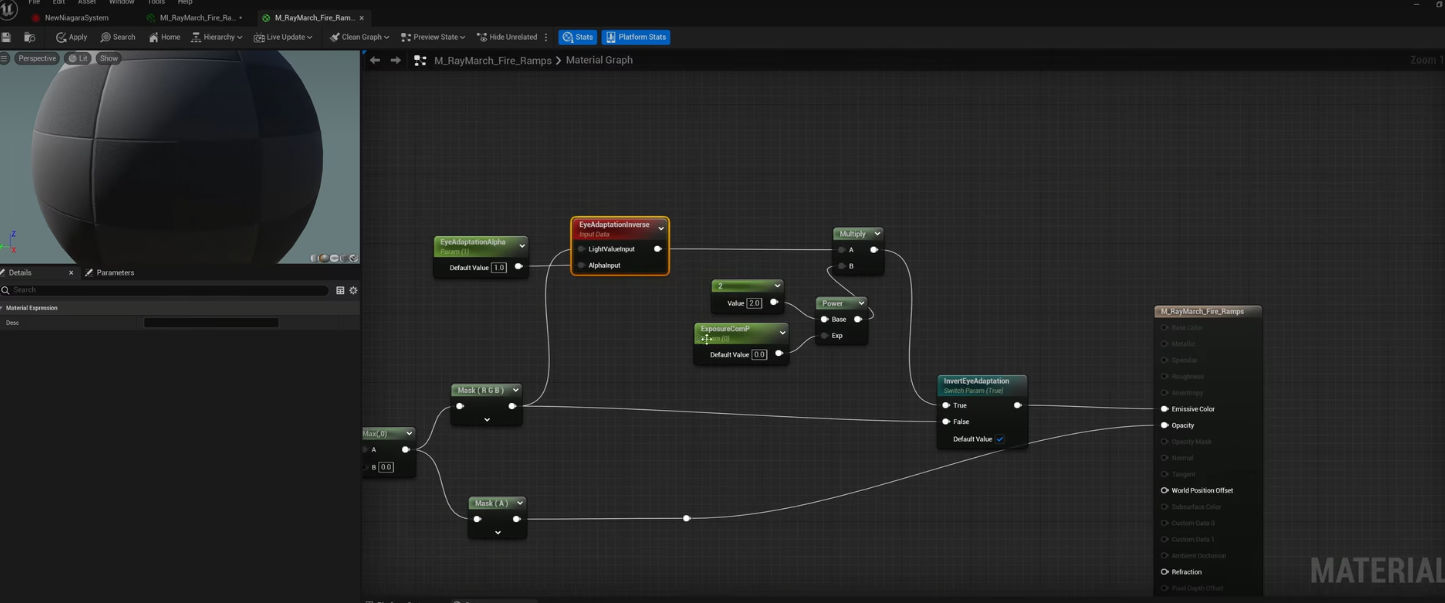 File Edit Asset Window Tools Help
NewNiagaraSystem
MI_RayMarch_Fire_Ra... •
M_RayMarch_Fire_Ram...
Apply Search Home Hierarchy Live Update Clean Graph Preview State Hide Unrelated Stats Platform Stats
Perspective Lit Show
M_RayMarch_Fire_Ramps > Material Graph
Zoom 1
Z
X
Details
Parameters
Search
Material Expression
Desc
EyeAdaptationAlpha
Param (1)
Default Value 1.0
EyeAdaptationInverse
Input Data
LightValueInput
AlphaInput
Multiply
A
B
2
Value 2.0
ExposureComP
Param (0)
Default Value 0.0
Power
Base
Exp
Mask ( R G B )
Max(,0)
A
B 0.0
Mask ( A )
InvertEyeAdaptation
Switch Param (True)
True
False
Default Value
M_RayMarch_Fire_Ramps
Base Color
Metallic
Specular
Roughness
Anisotropy
Emissive Color
Opacity
Opacity Mask
Normal
Tangent
World Position Offset
Subsurface Color
Custom Data 0
Custom Data 1
Ambient Occlusion
Refraction
Pixel Depth Offset
MATERIAL